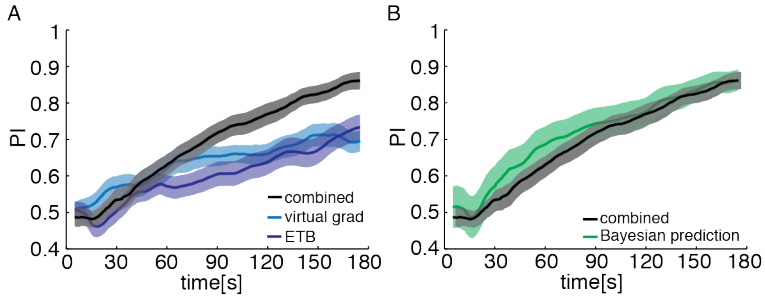 A
PI
1
0.9
0.8
0.7
0.6
0.5
0.4
0 30 60 90 120 150 180
time[s]
combined
virtual grad
ETB
B
PI
1
0.9
0.8
0.7
0.6
0.5
0.4
0 30 60 90 120 150 180
time[s]
combined
Bayesian prediction